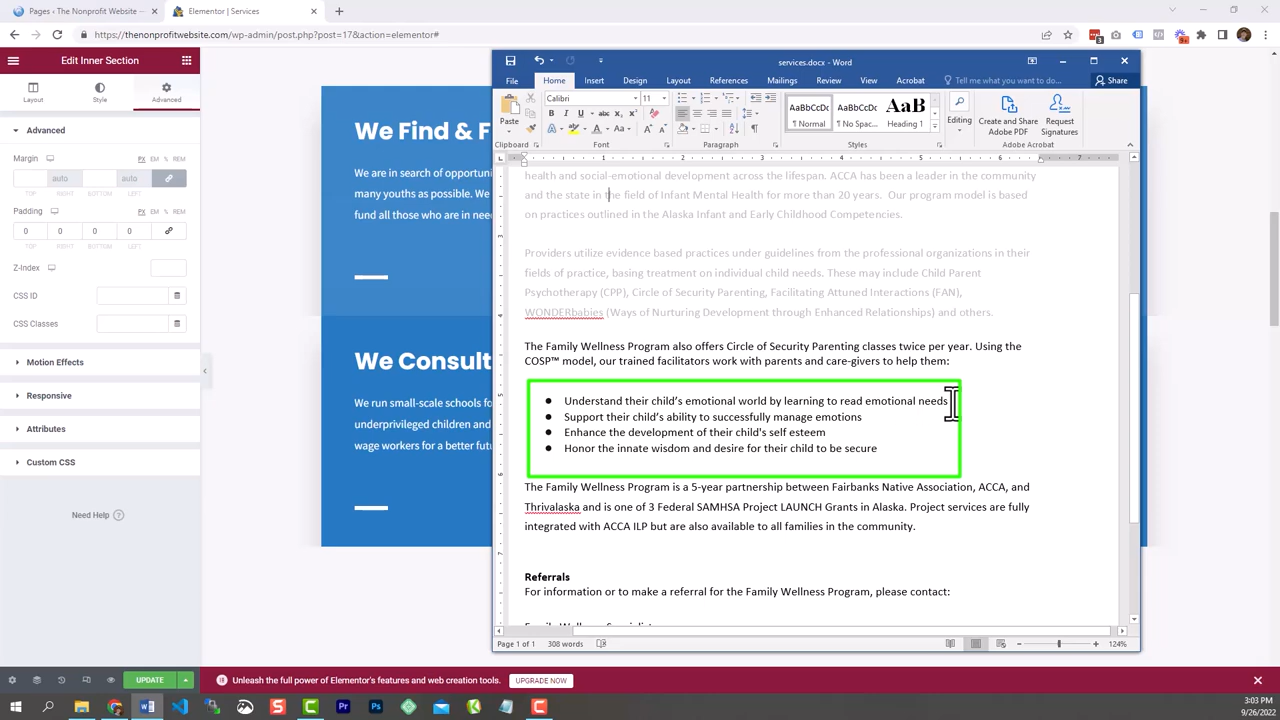 Pages ‹ The Nonprofit Website —
Elementor | Services
https://thenonprofitwebsite.com/wp-admin/post.php?post=17&action=elementor#
Edit Inner Section
Layout
Style
Advanced
Advanced
Margin
PX EM % REM
auto auto
TOP RIGHT BOTTOM LEFT
Padding
PX EM % REM
0 0 0 0
TOP RIGHT BOTTOM LEFT
Z-Index
CSS ID
CSS Classes
Motion Effects
Responsive
Attributes
Custom CSS
Need Help
UPDATE
We Find & F
We are in search of opportun
many youths as possible. We
fund all those who are in nee
We Consult
We run small-scale schools fo
underprivileged children and
wage workers for a better futu
services.docx - Word
File Home Insert Design Layout References Mailings Review View Acrobat Tell me what you want to do... Share
Paste
Calibri 11
AaBbCcDc AaBbCcDc AaBb
¶ Normal ¶ No Spac... Heading 1
Editing
Create and Share
Adobe PDF
Request
Signatures
Clipboard Font Paragraph Styles Adobe Acrobat
health and social-emotional development across the lifespan. ACCA has been a leader in the community
and the state in the field of Infant Mental Health for more than 20 years. Our program model is based
on practices outlined in the Alaska Infant and Early Childhood Competencies.
Providers utilize evidence based practices under guidelines from the professional organizations in their
fields of practice, basing treatment on individual child needs. These may include Child Parent
Psychotherapy (CPP), Circle of Security Parenting, Facilitating Attuned Interactions (FAN),
WONDERbabies (Ways of Nurturing Development through Enhanced Relationships) and others.
The Family Wellness Program also offers Circle of Security Parenting classes twice per year. Using the
COSP™ model, our trained facilitators work with parents and care-givers to help them:
● Understand their child's emotional world by learning to read emotional needs
● Support their child's ability to successfully manage emotions
● Enhance the development of their child's self esteem
● Honor the innate wisdom and desire for their child to be secure
The Family Wellness Program is a 5-year partnership between Fairbanks Native Association, ACCA, and
Thrivalaska and is one of 3 Federal SAMHSA Project LAUNCH Grants in Alaska. Project services are fully
integrated with ACCA ILP but are also available to all families in the community.
Referrals
For information or to make a referral for the Family Wellness Program, please contact:
Page 1 of 1 308 words
124%
Unleash the full power of Elementor's features and web creation tools.
UPGRADE NOW
3:03 PM
9/26/2022